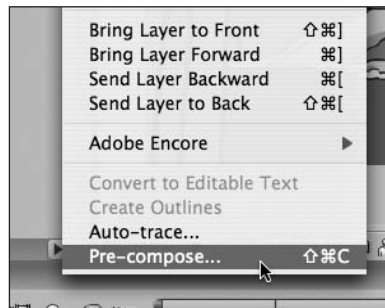 Bring Layer to Front ⇧⌘]
Bring Layer Forward ⌘]
Send Layer Backward ⌘[
Send Layer to Back ⇧⌘[
Adobe Encore
Convert to Editable Text
Create Outlines
Auto-trace...
Pre-compose... ⇧⌘C